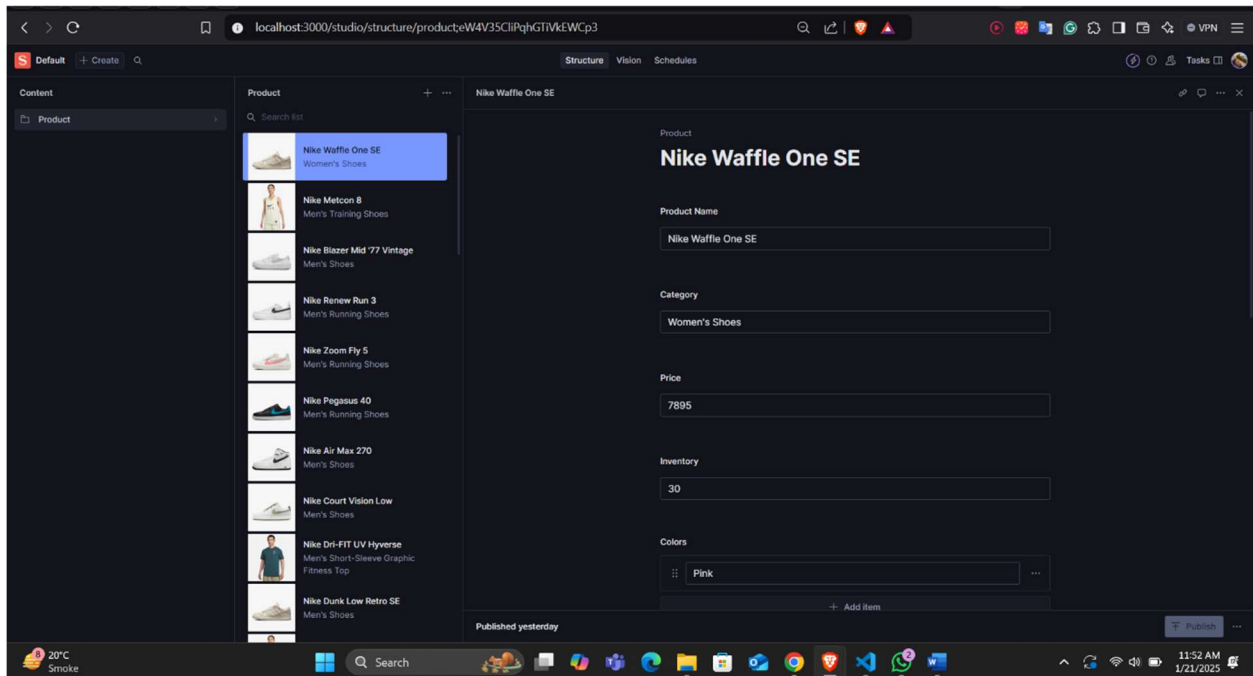 localhost:3000/studio/structure/product;eW4V35CliPqhGTiVkEWCp3
VPN
S Default + Create
Structure Vision Schedules
Tasks
Content
Product
Product
Search list
Nike Waffle One SE
Women's Shoes
Nike Metcon 8
Men's Training Shoes
Nike Blazer Mid '77 Vintage
Men's Shoes
Nike Renew Run 3
Men's Running Shoes
Nike Zoom Fly 5
Men's Running Shoes
Nike Pegasus 40
Men's Running Shoes
Nike Air Max 270
Men's Shoes
Nike Court Vision Low
Men's Shoes
Nike Dri-FIT UV Hyverse
Men's Short-Sleeve Graphic
Fitness Top
Nike Dunk Low Retro SE
Men's Shoes
Nike Waffle One SE
Product
Nike Waffle One SE
Product Name
Nike Waffle One SE
Category
Women's Shoes
Price
7895
Inventory
30
Colors
Pink
+ Add item
Published yesterday
Publish
8
20°C
Smoke
Search
2
11:52 AM
1/21/2025